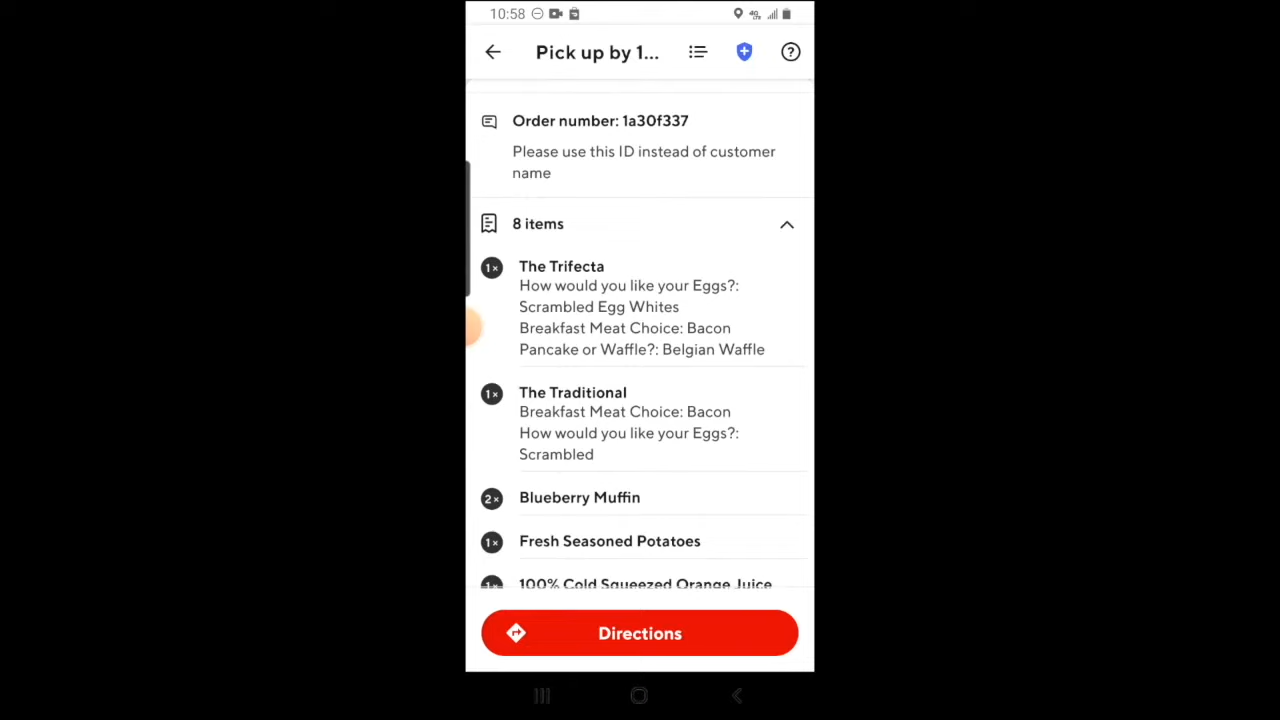 10:58
Pick up by 1...
Order number: 1a30f337
Please use this ID instead of customer
name
8 items
1× The Trifecta
How would you like your Eggs?:
Scrambled Egg Whites
Breakfast Meat Choice: Bacon
Pancake or Waffle?: Belgian Waffle
1× The Traditional
Breakfast Meat Choice: Bacon
How would you like your Eggs?:
Scrambled
2× Blueberry Muffin
1× Fresh Seasoned Potatoes
1× 100% Cold Squeezed Orange Juice
Directions